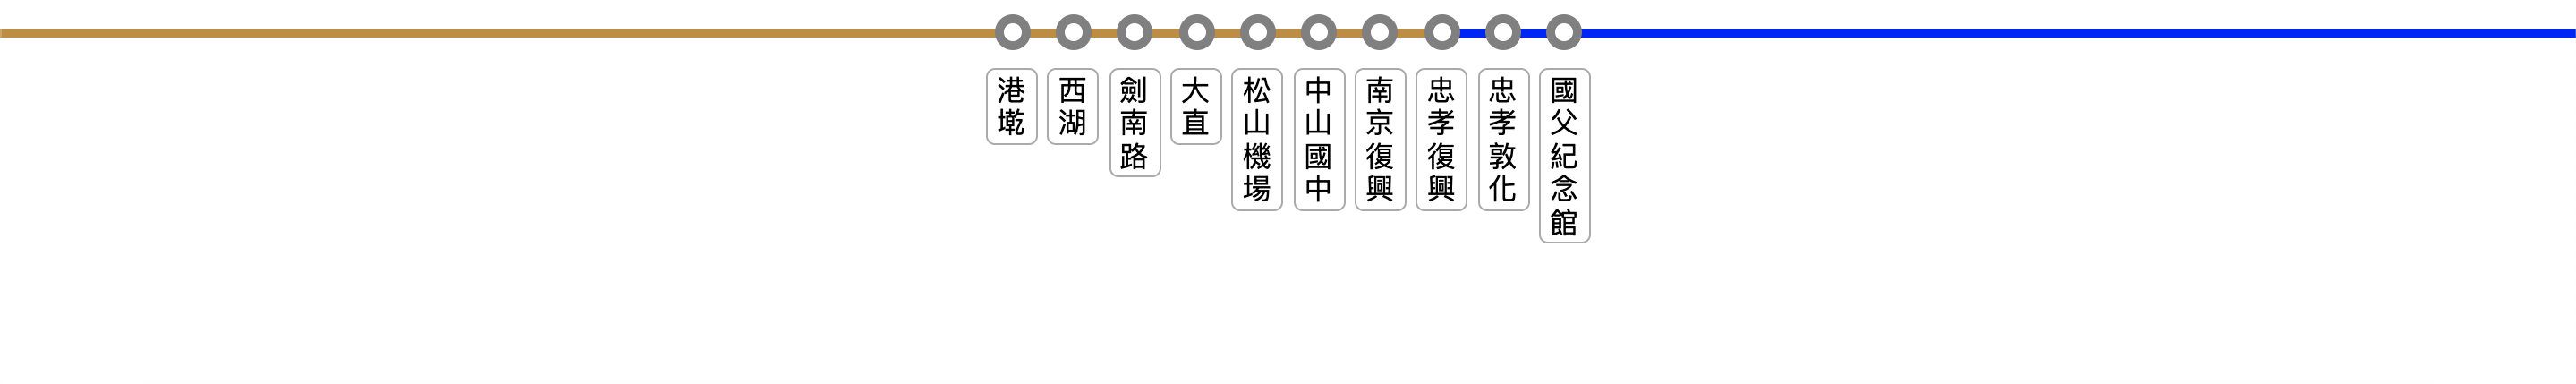 港墘
西湖
劍南路
大直
松山機場
中山國中
南京復興
忠孝復興
忠孝敦化
國父紀念館